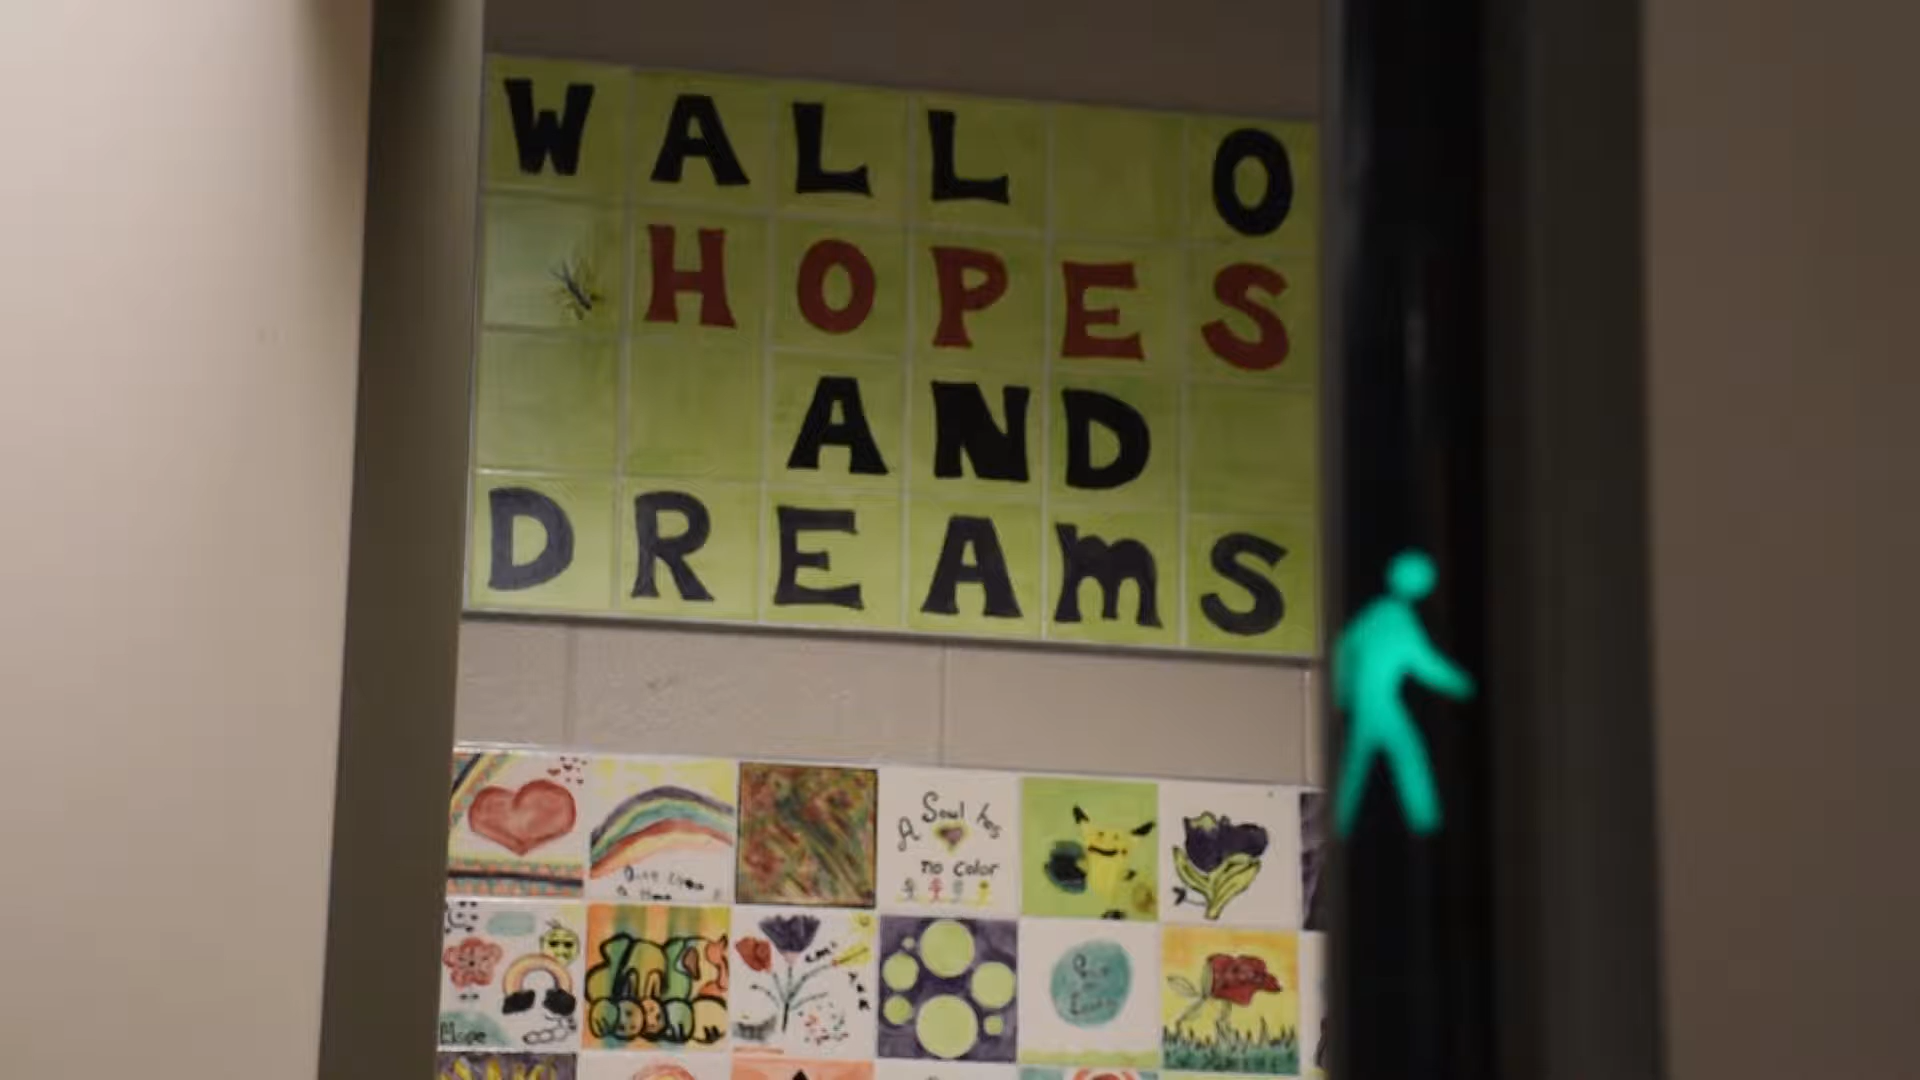 WALL O
HOPES
AND
DREAMS
A Soul has
no color
Hope